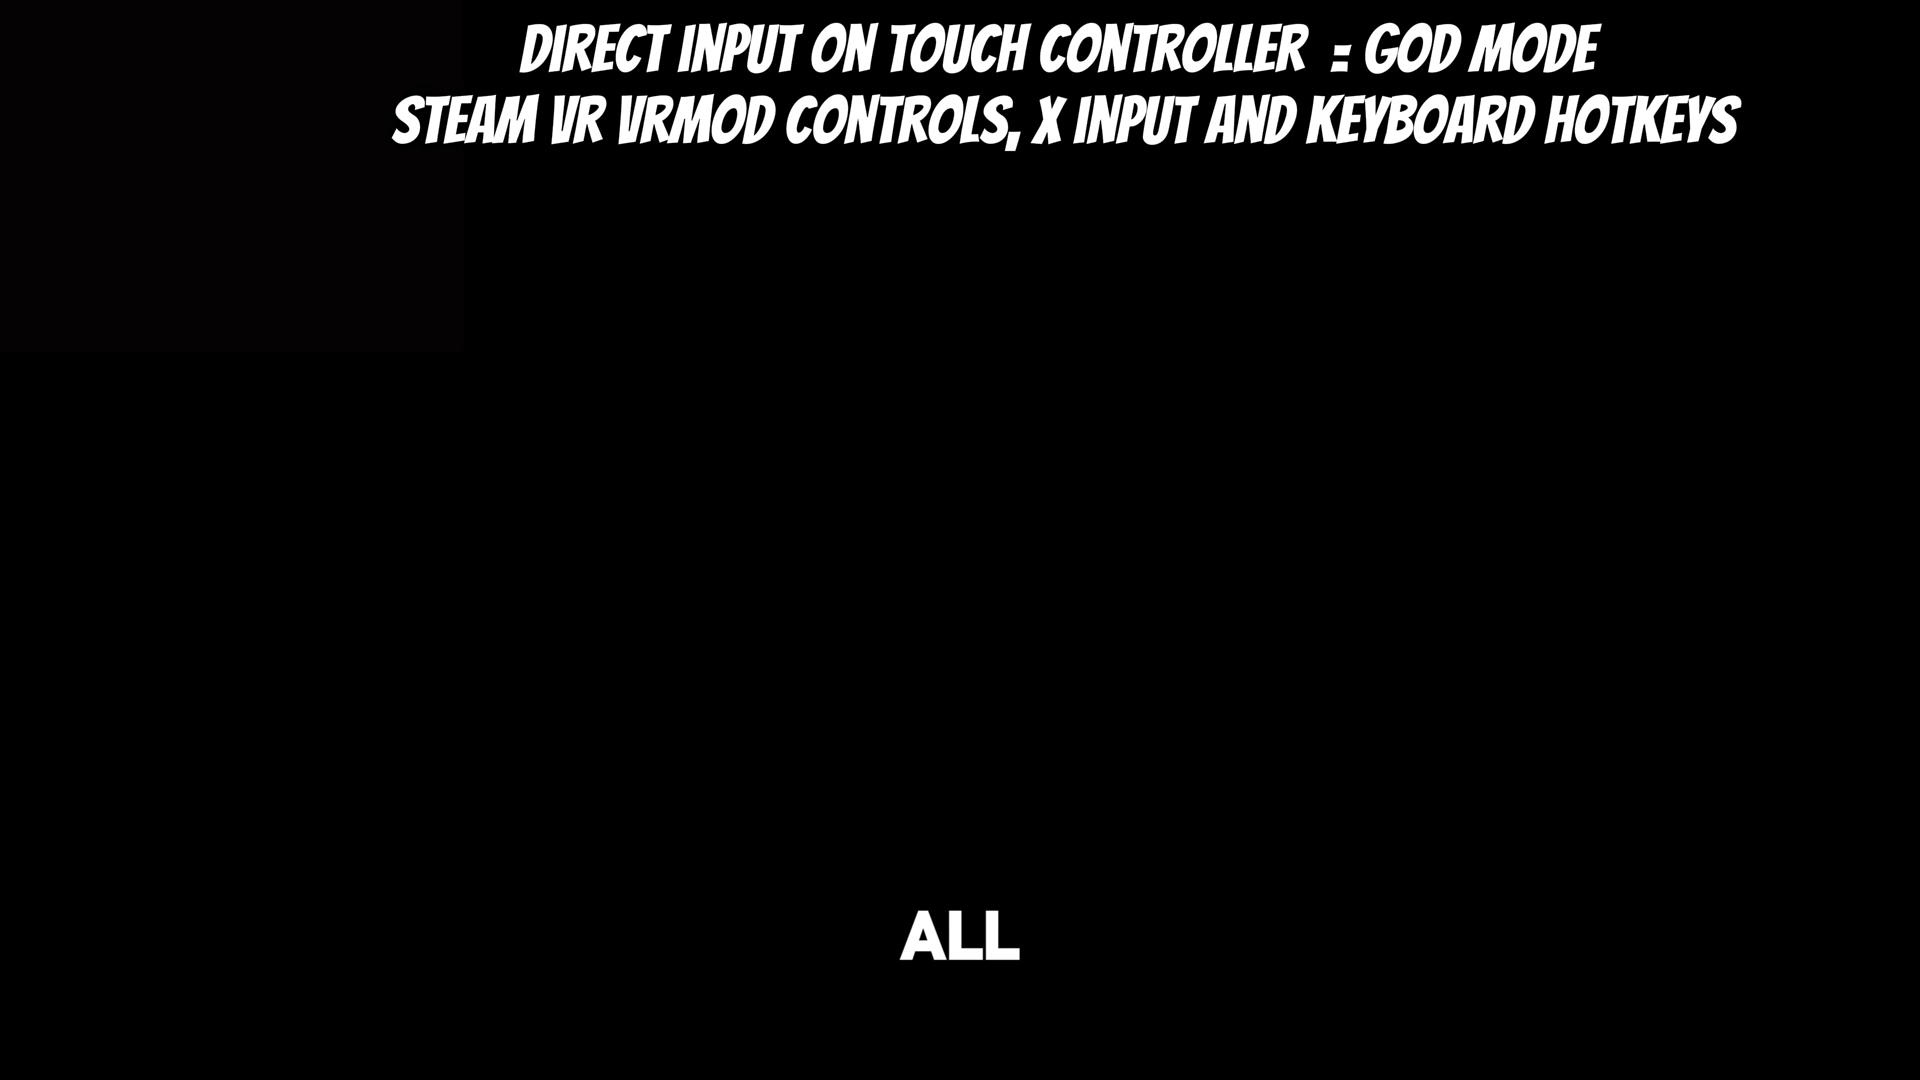 DIRECT INPUT ON TOUCH CONTROLLER = GOD MODE
STEAM VR VRMOD CONTROLS, X INPUT AND KEYBOARD HOTKEYS
ALL